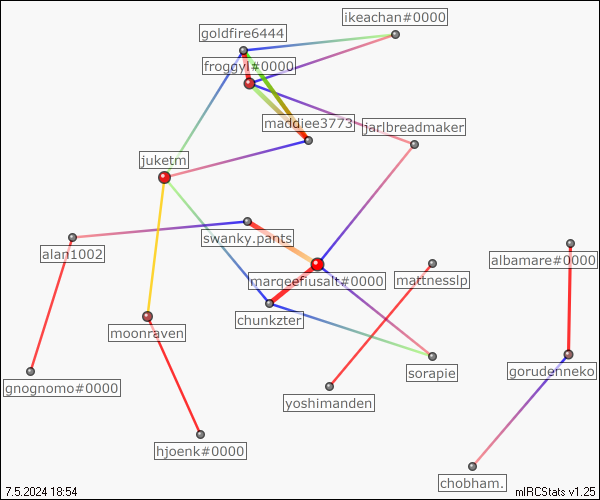 ikeachan#0000
goldfire6444
froggyl#0000
maddiee3773
jarlbreadmaker
juketm
swanky.pants
alan1002
albamare#0000
marqeefiusalt#0000
mattnesslp
chunkzter
moonraven
sorapie
gorudenneko
gnognomo#0000
yoshimanden
hjoenk#0000
chobham.
7.5.2024 18:54
mIRCStats v1.25